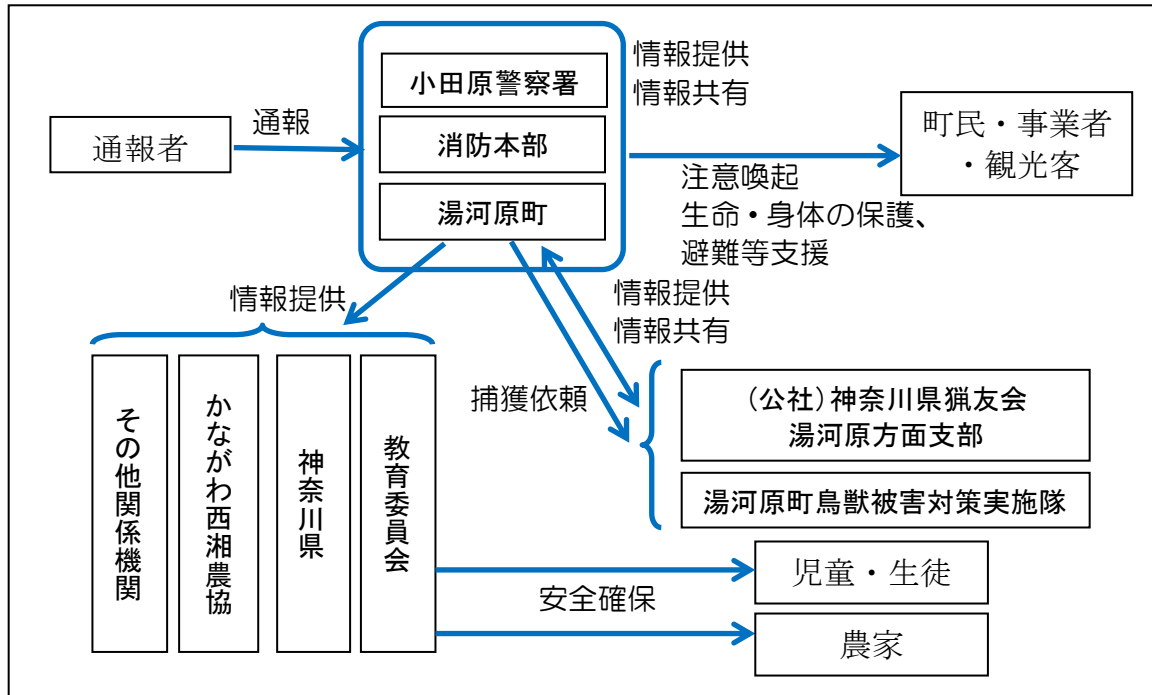 小田原警察署
消防本部
湯河原町
通報者
通報
情報提供
情報共有
町民・事業者
・観光客
注意喚起
生命・身体の保護、
避難等支援
情報提供
情報提供
情報共有
捕獲依頼
その他関係機関
かながわ西湘農協
神奈川県
教育委員会
（公社）神奈川県猟友会
湯河原方面支部
湯河原町鳥獣被害対策実施隊
安全確保
児童・生徒
農家